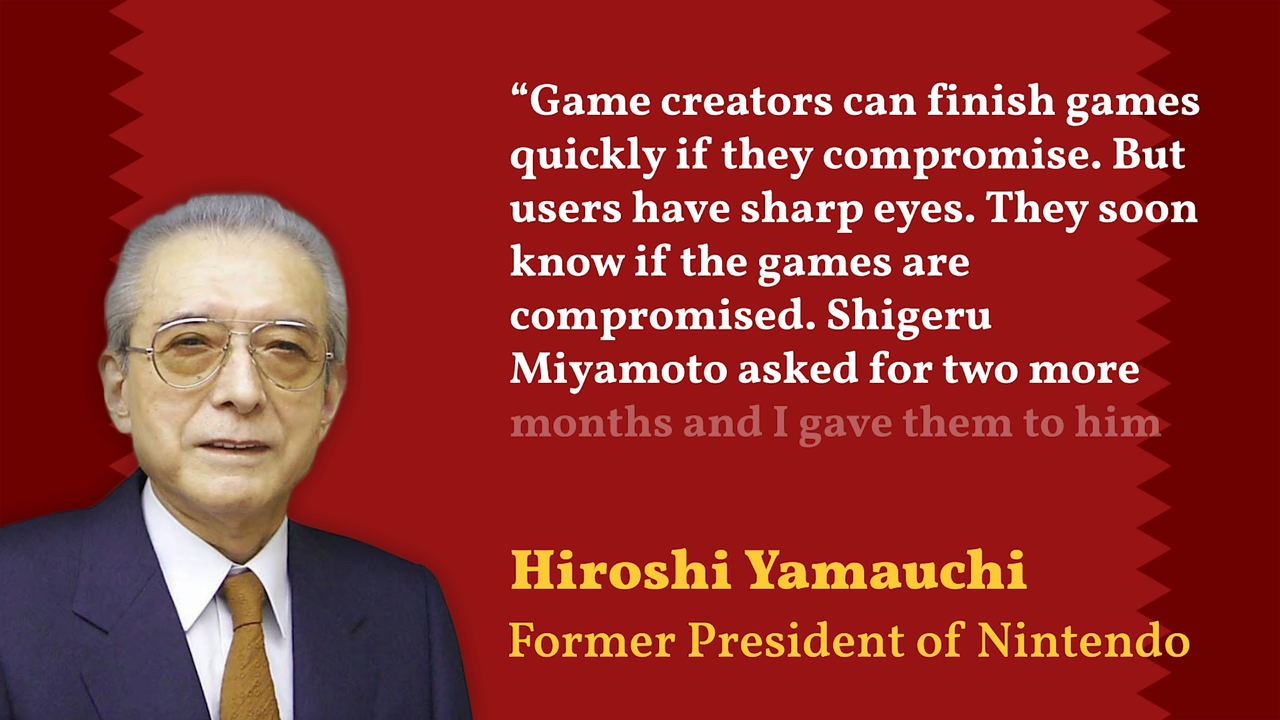 “Game creators can finish games
quickly if they compromise. But
users have sharp eyes. They soon
know if the games are
compromised. Shigeru
Miyamoto asked for two more
months and I gave them to him
Hiroshi Yamauchi
Former President of Nintendo